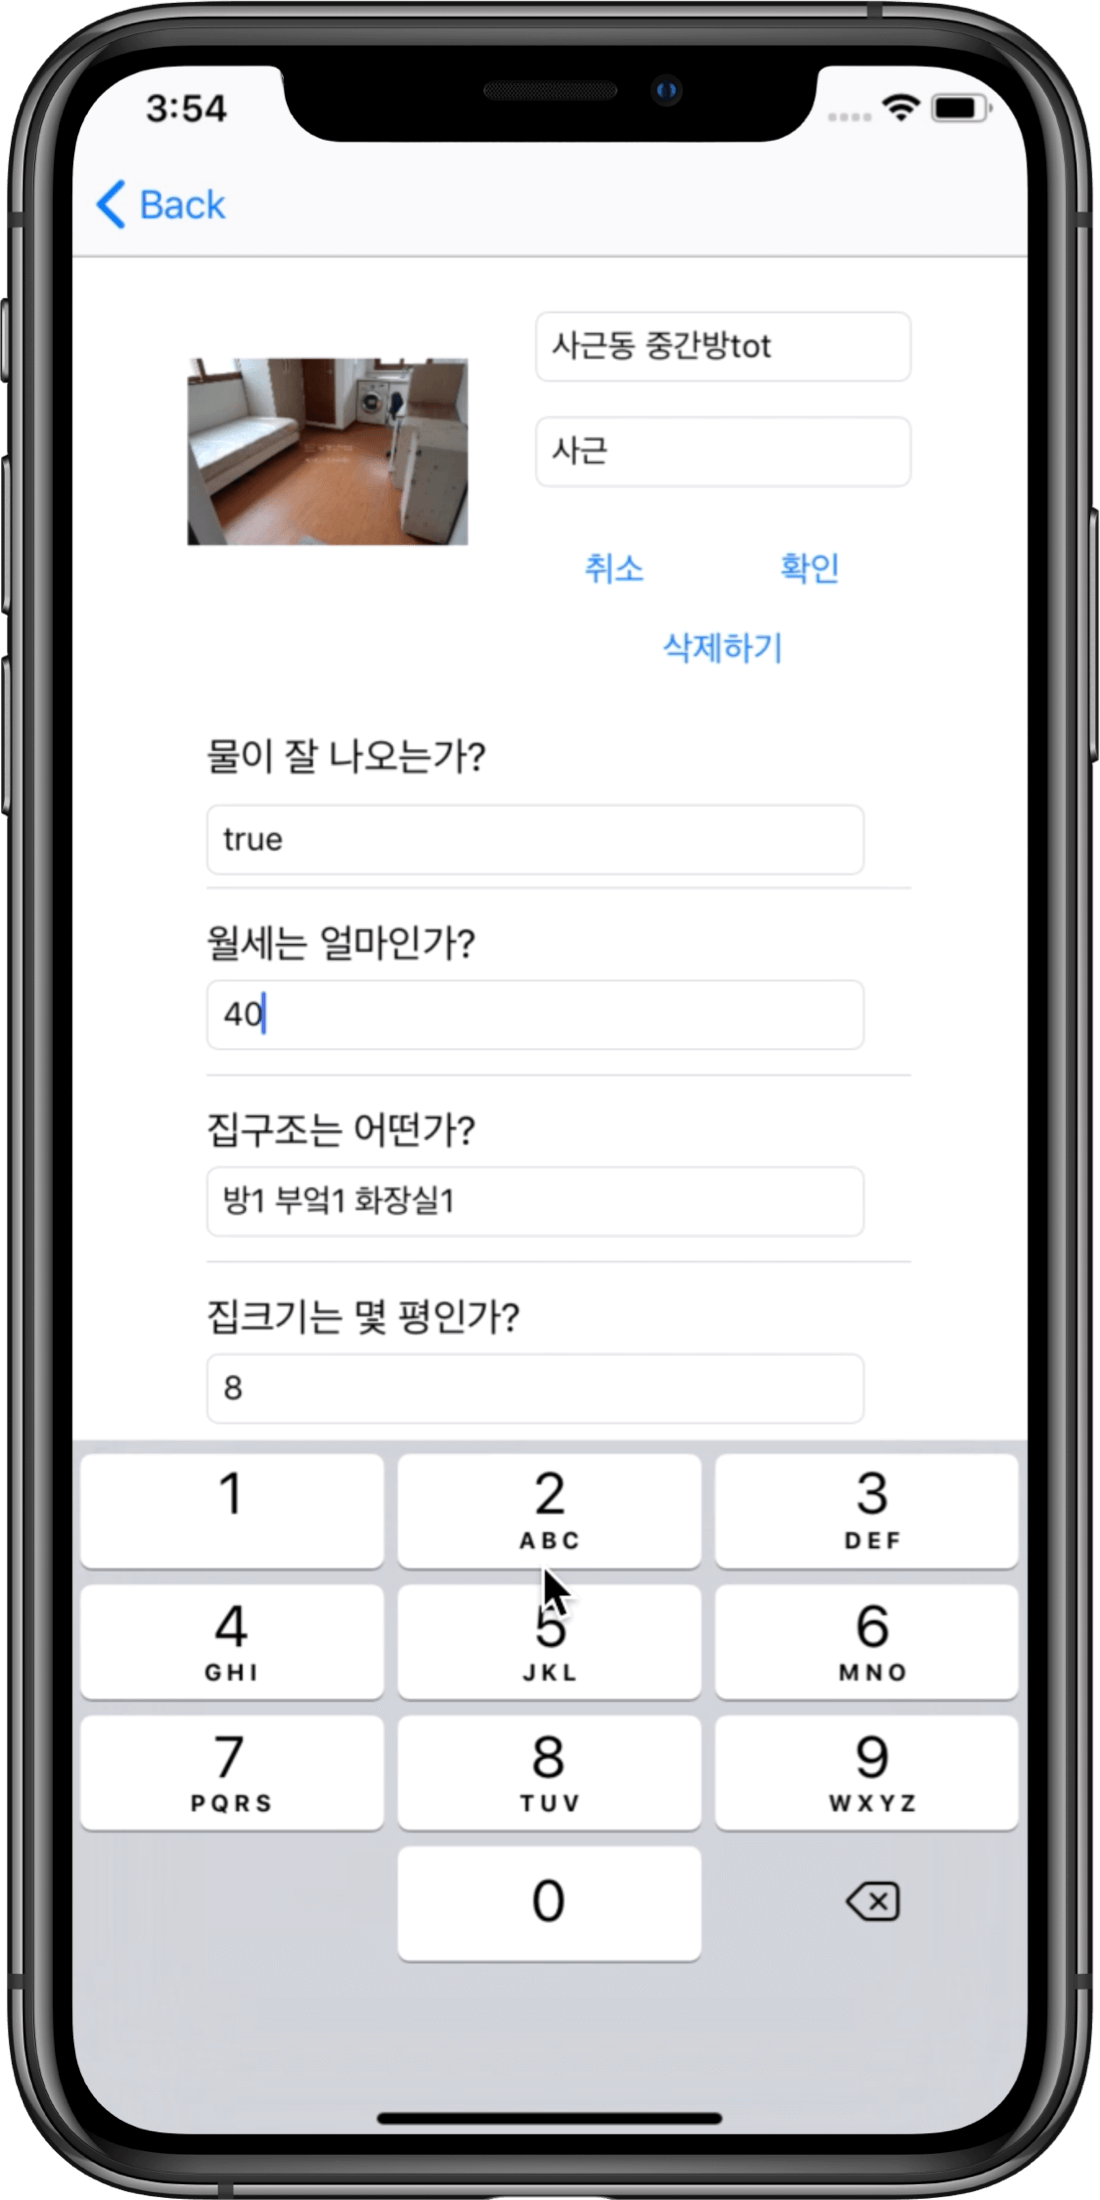 3:54
Back
사근동 중간방tot
사근
취소 확인
삭제하기
물이 잘 나오는가?
true
월세는 얼마인가?
40
집구조는 어떤가?
방1 부엌1 화장실1
집크기는 몇 평인가?
8
1 2 3
ABC DEF
4 5 6
GHI JKL MNO
7 8 9
PQRS TUV WXYZ
0